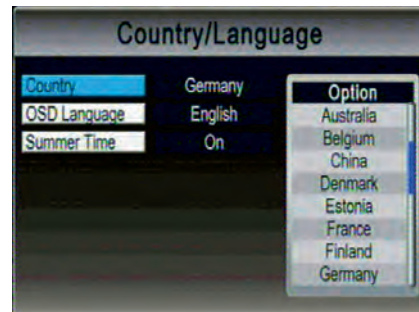 Country/Language
Country Germany
OSD Language English
Summer Time On
Option
Australia
Belgium
China
Denmark
Estonia
France
Finland
Germany